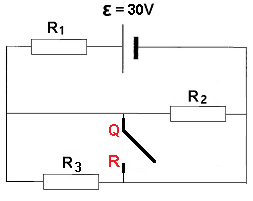 ε = 30V
R1
R2
Q
R
R3